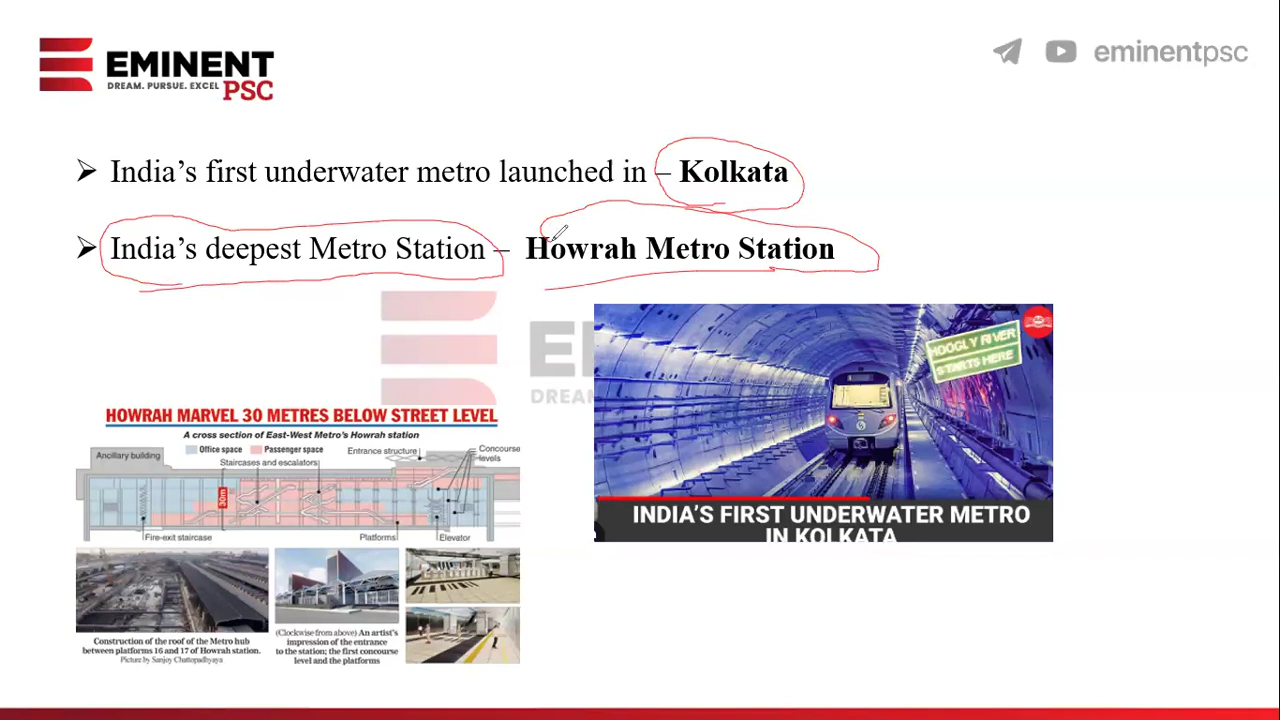 EMINENT
DREAM. PURSUE. EXCEL
PSC
eminentpsc
➢ India’s first underwater metro launched in – Kolkata
➢ India’s deepest Metro Station – Howrah Metro Station
DREAM
HOWRAH MARVEL 30 METRES BELOW STREET LEVEL
A cross section of East-West Metro's Howrah station
Ancillary building
Office space
Passenger space
Entrance structure
Concourse
levels
Staircases and escalators
30m
Fire-exit staircase
Platforms
Elevator
Construction of the roof of the Metro hub
between platforms 16 and 17 of Howrah station.
Picture by Sanjoy Chattopadhyaya
(Clockwise from above) An artist's
impression of the entrance
to the station; the first concourse
level and the platforms
HOOGLY RIVER
STARTS HERE
INDIA'S FIRST UNDERWATER METRO
IN KOLKATA